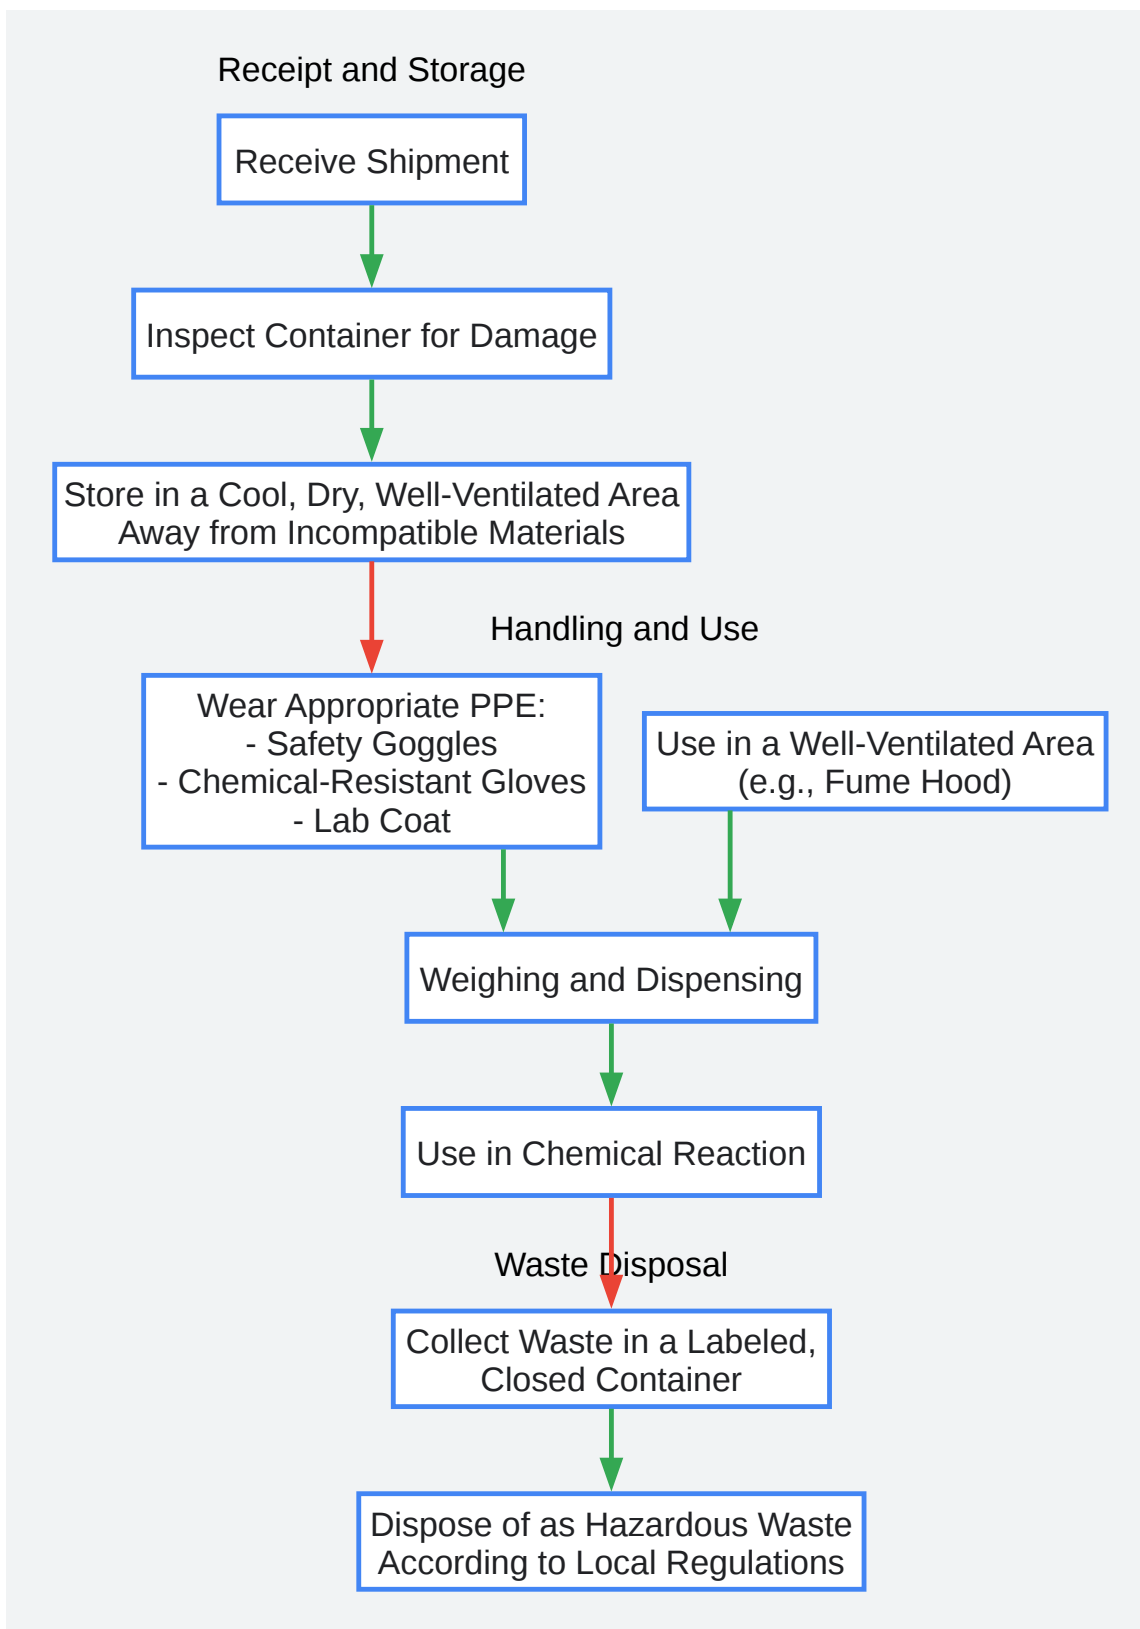 Receipt and Storage
Receive Shipment
Inspect Container for Damage
Store in a Cool, Dry, Well-Ventilated Area
Away from Incompatible Materials
Handling and Use
Wear Appropriate PPE:
- Safety Goggles
- Chemical-Resistant Gloves
- Lab Coat
Use in a Well-Ventilated Area
(e.g., Fume Hood)
Weighing and Dispensing
Use in Chemical Reaction
Waste Disposal
Collect Waste in a Labeled,
Closed Container
Dispose of as Hazardous Waste
According to Local Regulations